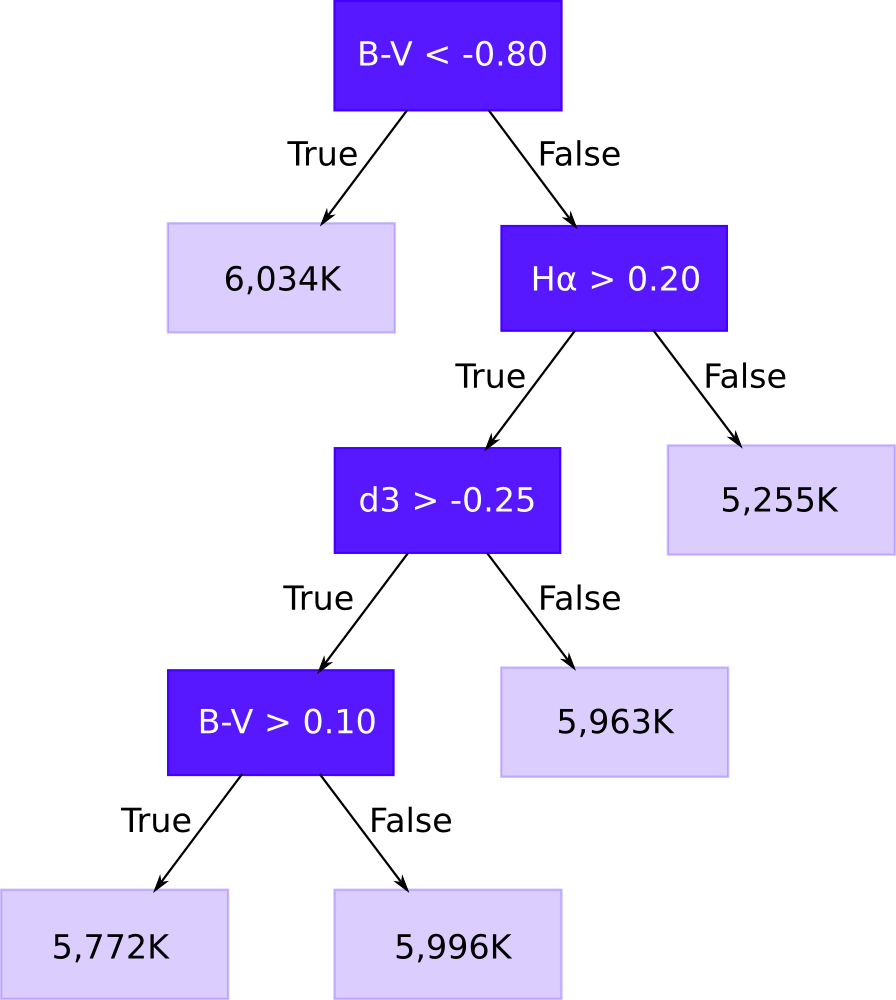 B-V < -0.80
True
False
6,034K
Hα > 0.20
True
False
d3 > -0.25
5,255K
True
False
B-V > 0.10
5,963K
True
False
5,772K
5,996K